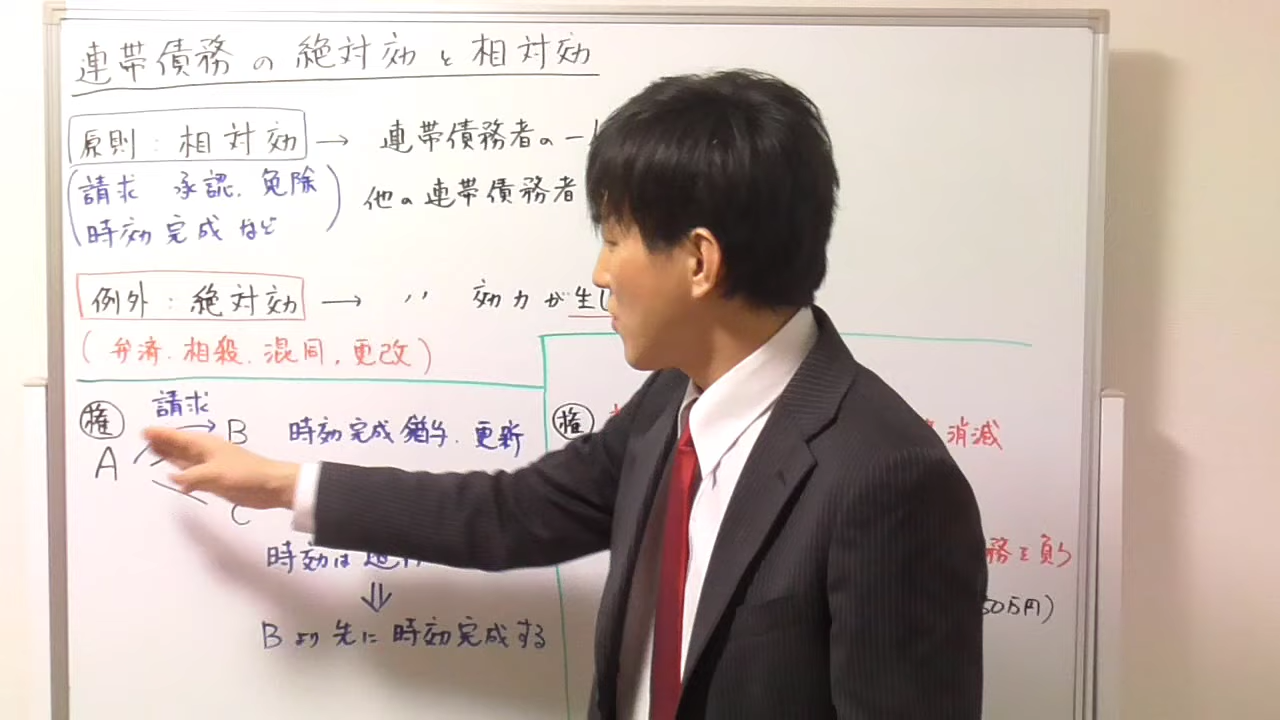 連帯債務の絶対効と相対効
原則：相対効 → 連帯債務者の一
(請求 承認、免除 他の連帯債務者
時効完成など)
例外：絶対効 → 〃 効力が生じ
(弁済、相殺、混同、更改)
請求
権 B 時効完成猶予、更新
A
C
時効は進行
⇓
Bより先に時効完成する
権 消滅
務を負う
50万円)